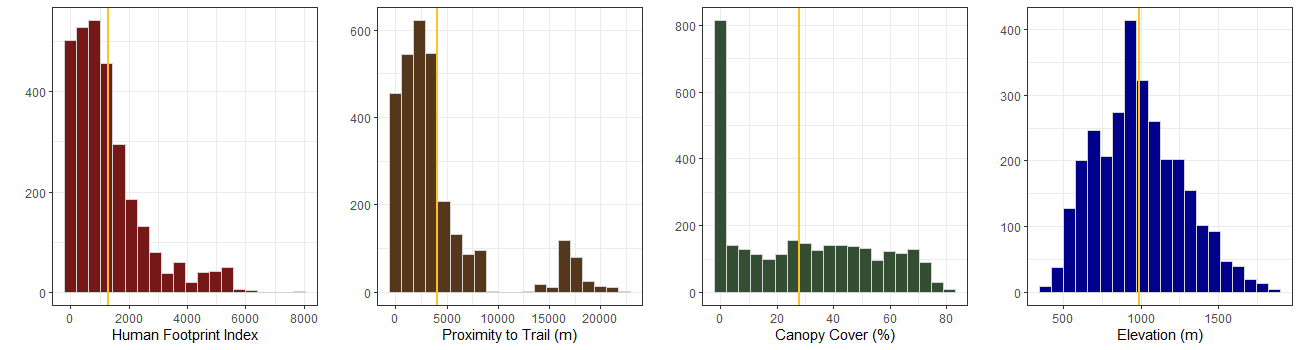 400
200
0
0 2000 4000 6000 8000
Human Footprint Index
600
400
200
0
0 5000 10000 15000 20000
Proximity to Trail (m)
800
600
400
200
0
0 20 40 60 80
Canopy Cover (%)
400
300
200
100
0
500 1000 1500
Elevation (m)